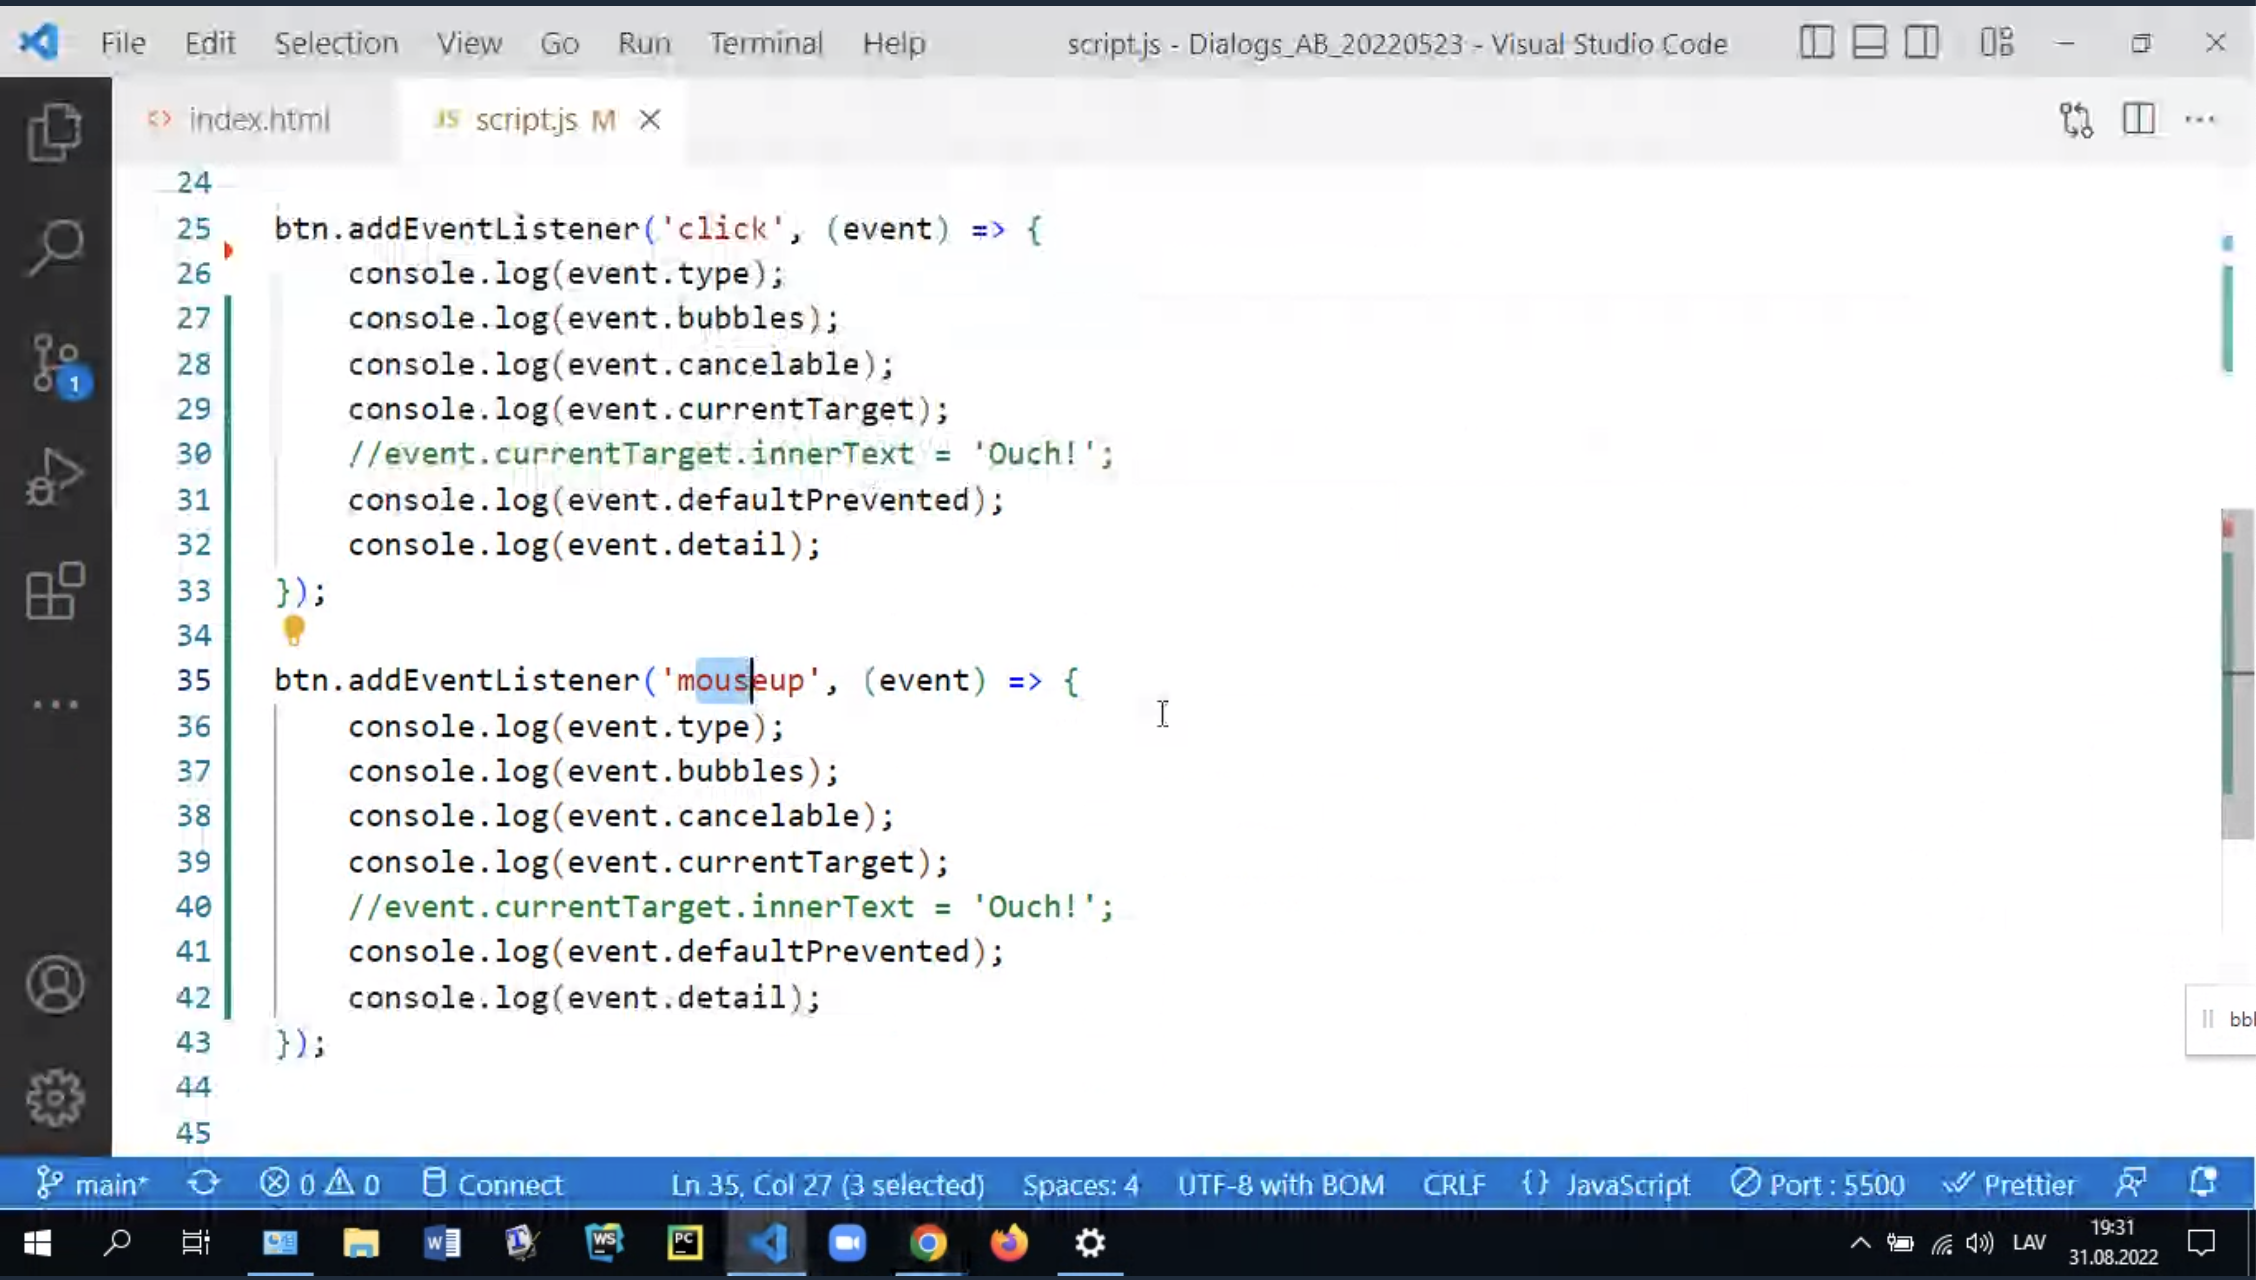 File Edit Selection View Go Run Terminal Help script.js - Dialogs_AB_20220523 - Visual Studio Code
<> index.html JS script.js M
24
25 btn.addEventListener('click', (event) => {
26 console.log(event.type);
27 console.log(event.bubbles);
28 console.log(event.cancelable);
29 console.log(event.currentTarget);
30 //event.currentTarget.innerText = 'Ouch!';
31 console.log(event.defaultPrevented);
32 console.log(event.detail);
33 });
34
35 btn.addEventListener('mouseup', (event) => {
36 console.log(event.type);
37 console.log(event.bubbles);
38 console.log(event.cancelable);
39 console.log(event.currentTarget);
40 //event.currentTarget.innerText = 'Ouch!';
41 console.log(event.defaultPrevented);
42 console.log(event.detail);
43 });
44
45
1
main* 0 0 Connect Ln 35, Col 27 (3 selected) Spaces: 4 UTF-8 with BOM CRLF {} JavaScript Port : 5500 Prettier
WS PC LAV 19:31
31.08.2022